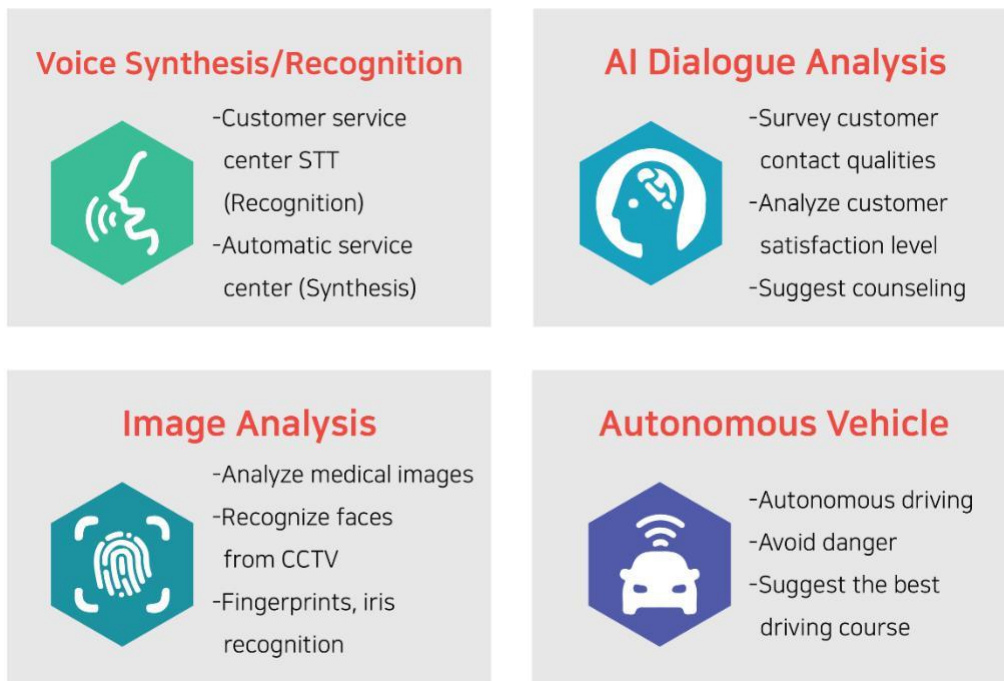 Voice Synthesis/Recognition
-Customer service
center STT
(Recognition)
-Automatic service
center (Synthesis)
AI Dialogue Analysis
-Survey customer
contact qualities
-Analyze customer
satisfaction level
-Suggest counseling
Image Analysis
-Analyze medical images
-Recognize faces
from CCTV
-Fingerprints, iris
recognition
Autonomous Vehicle
-Autonomous driving
-Avoid danger
-Suggest the best
driving course